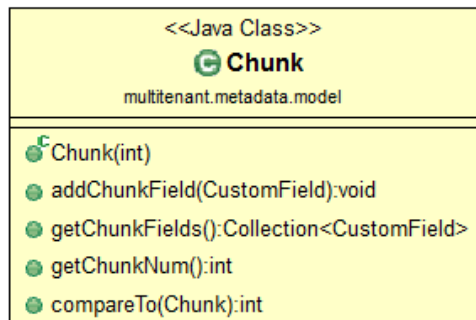 <<Java Class>>
C Chunk
multitenant.metadata.model
C Chunk(int)
addChunkField(CustomField):void
getChunkFields():Collection<CustomField>
getChunkNum():int
compareTo(Chunk):int